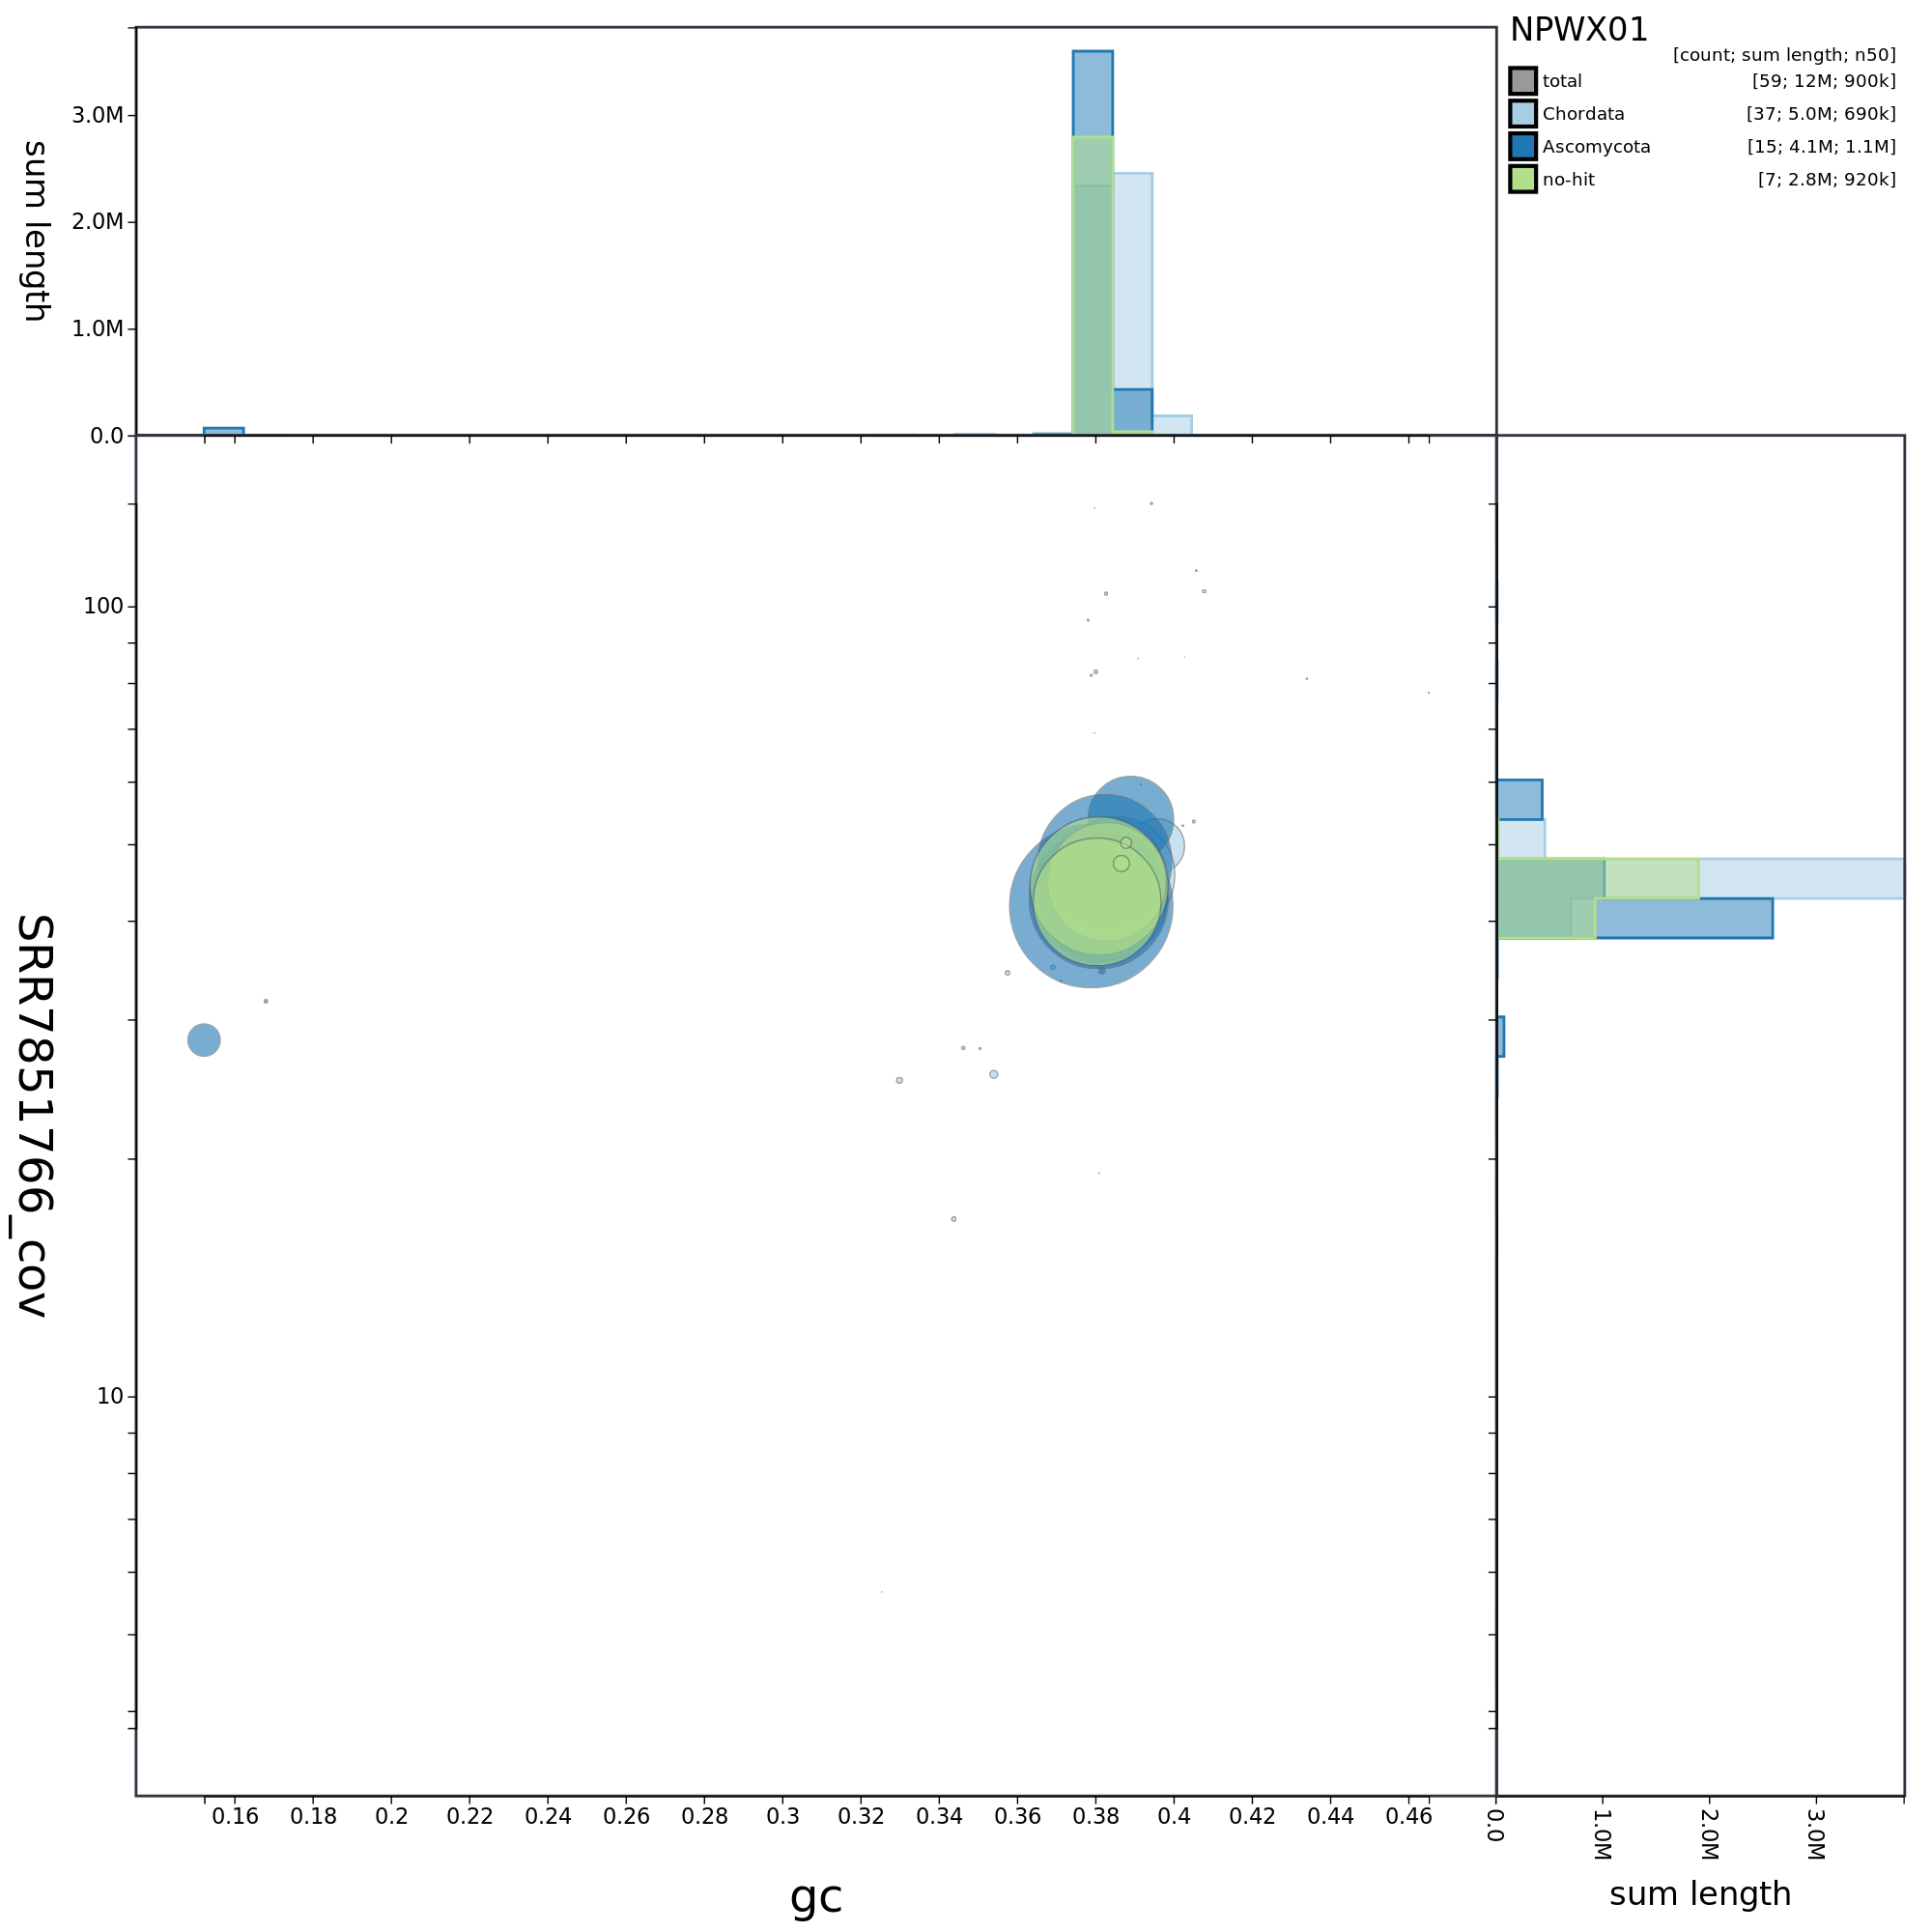 NPWX01
[count; sum length; n50]
total [59; 12M; 900k]
Chordata [37; 5.0M; 690k]
Ascomycota [15; 4.1M; 1.1M]
no-hit [7; 2.8M; 920k]
sum length
3.0M
2.0M
1.0M
0.0
SRR7851766_cov
100
10
0.16 0.18 0.2 0.22 0.24 0.26 0.28 0.3 0.32 0.34 0.36 0.38 0.4 0.42 0.44 0.46
gc
0.0 1.0M 2.0M 3.0M
sum length